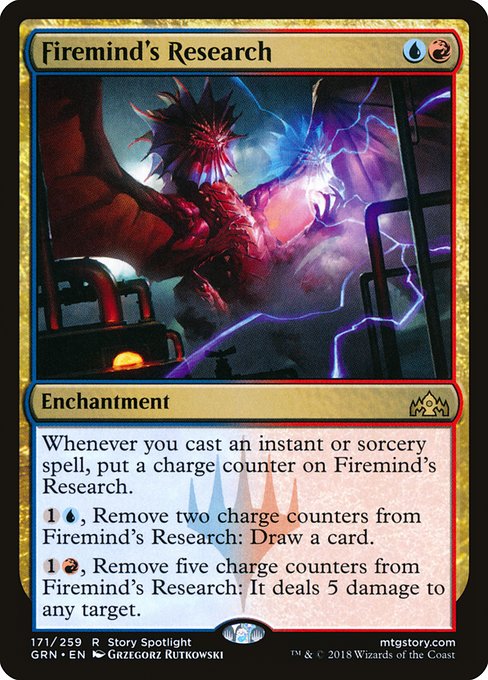 Firemind's Research
Enchantment
Whenever you cast an instant or sorcery
spell, put a charge counter on Firemind's
Research.
1, Remove two charge counters from
Firemind's Research: Draw a card.
1, Remove five charge counters from
Firemind's Research: It deals 5 damage to
any target.
171/259 R Story Spotlight
mtgstory.com
GRN • EN Grzegorz Rutkowski
™ & © 2018 Wizards of the Coast